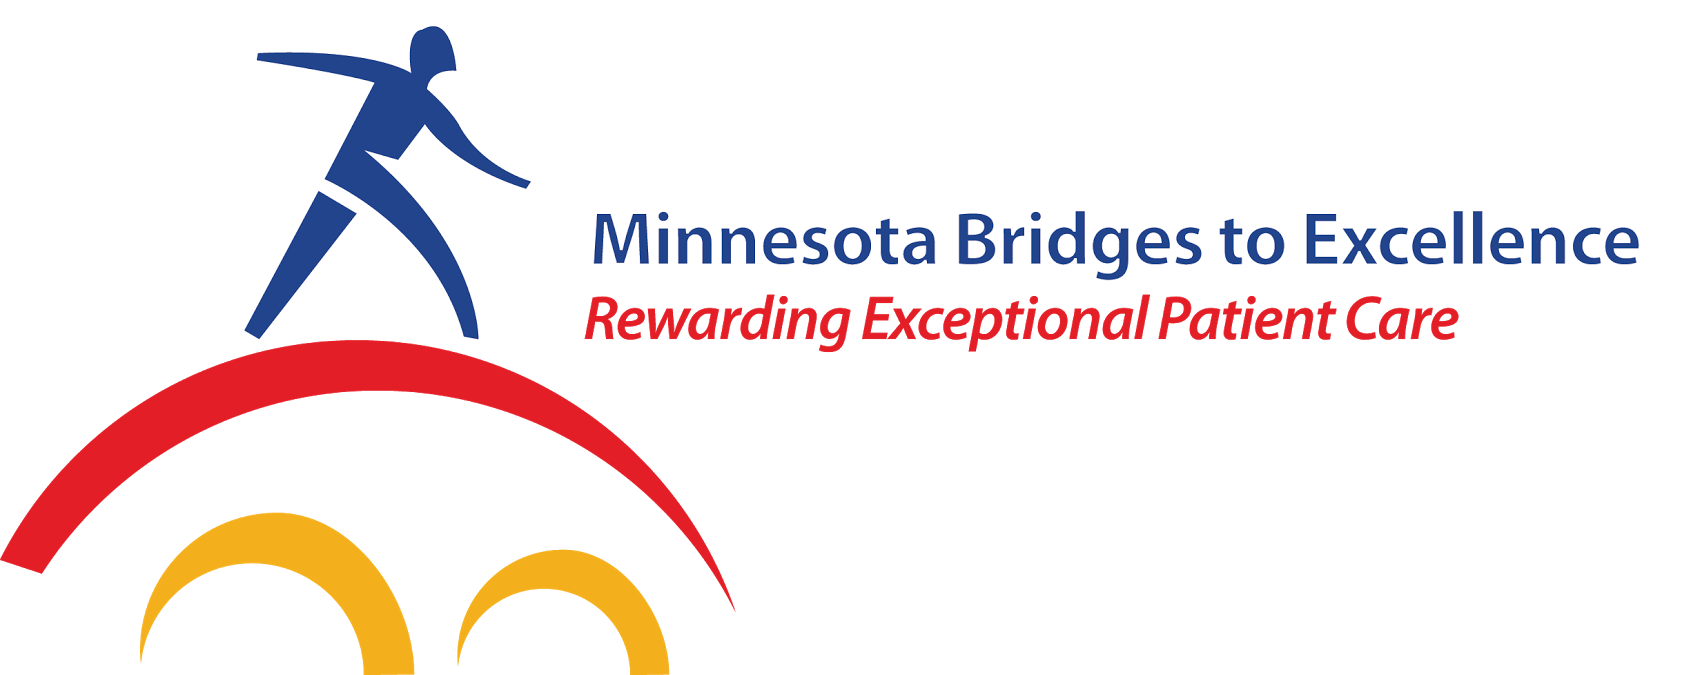 Minnesota Bridges to Excellence
Rewarding Exceptional Patient Care